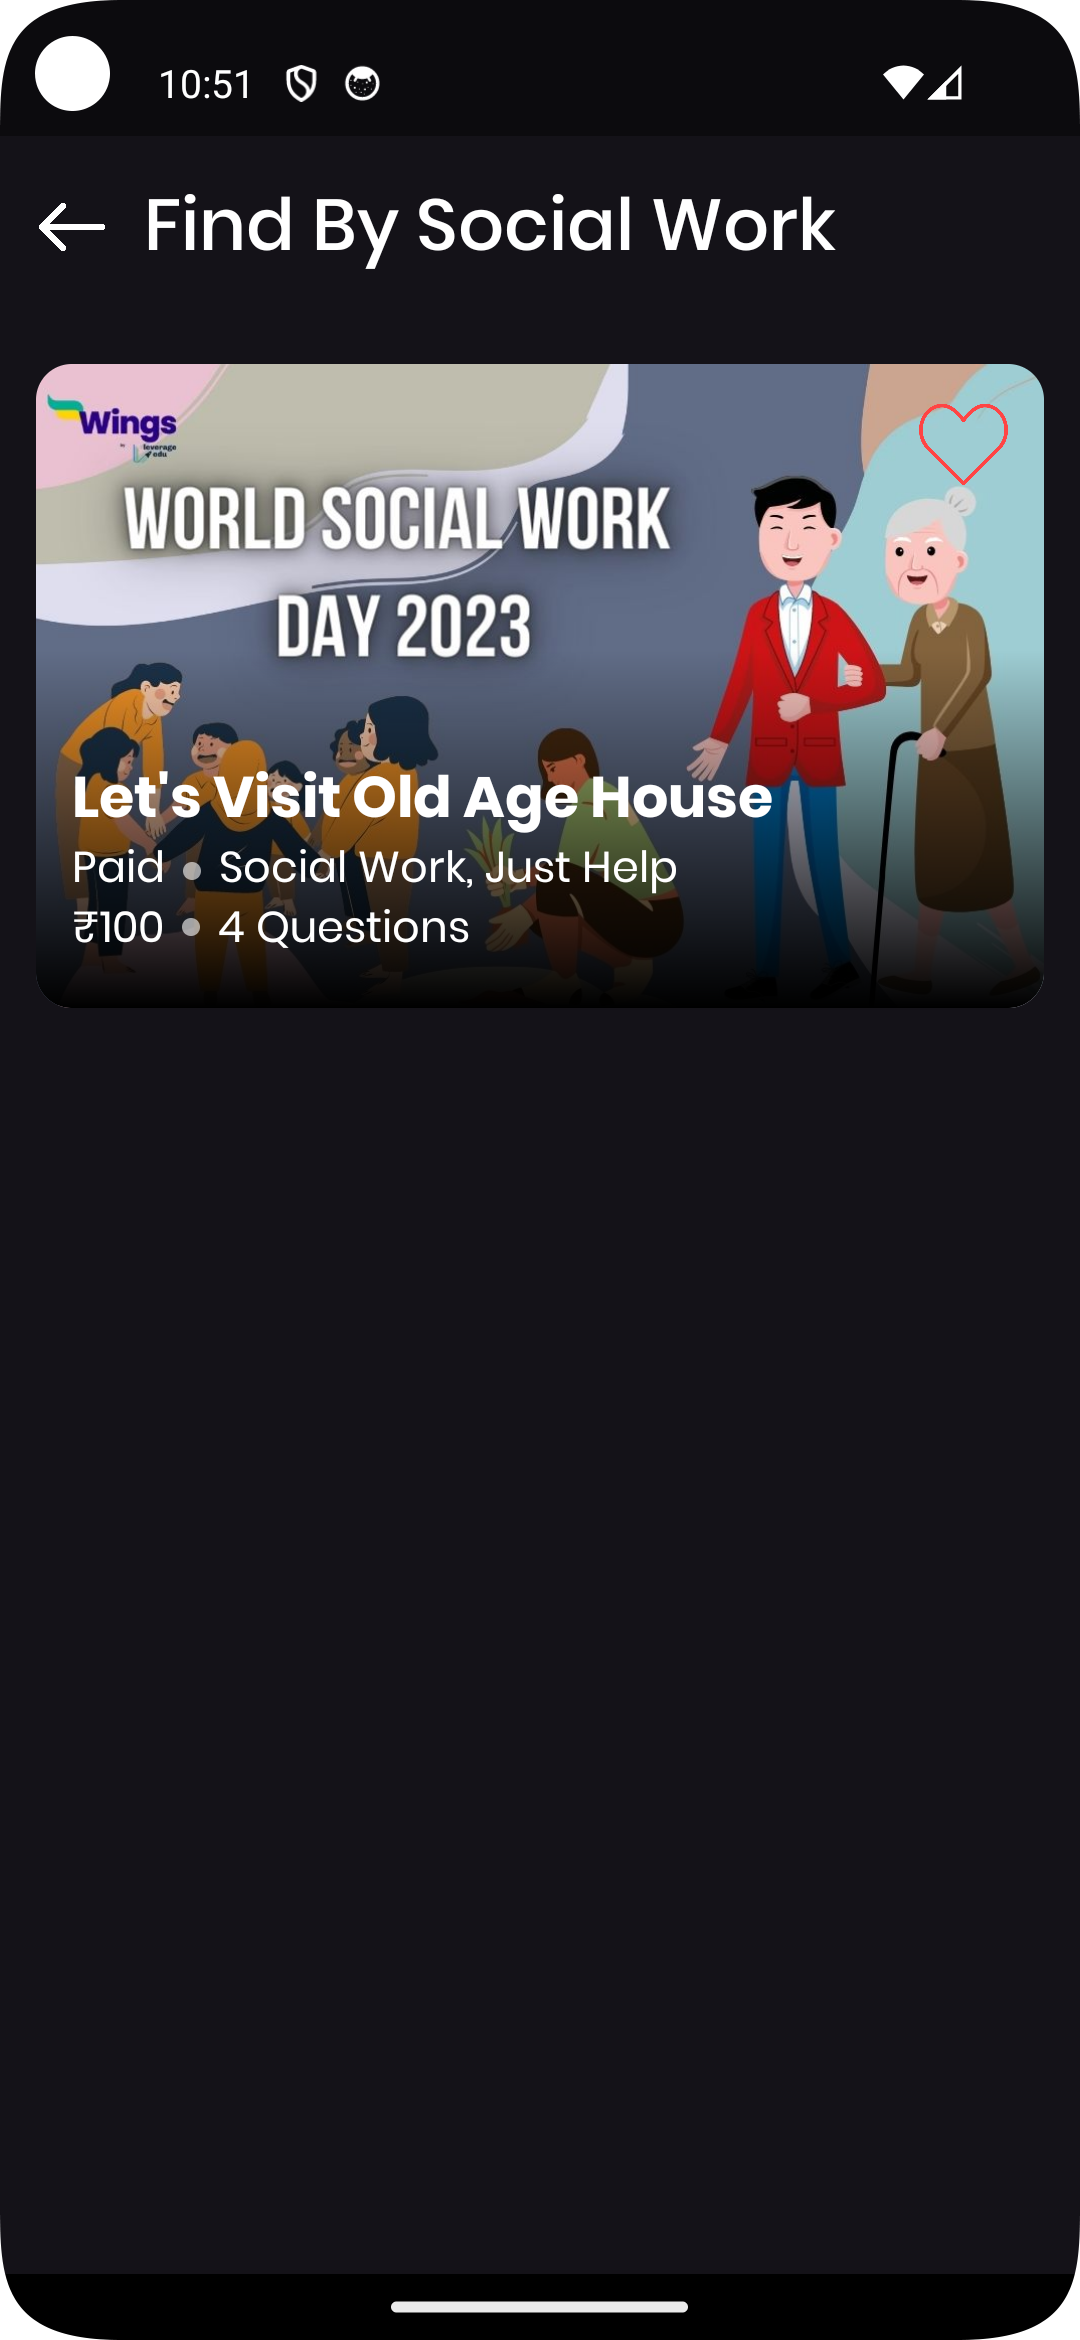 10:51
Find By Social Work
Wings
by leverage
edu
WORLD SOCIAL WORK
DAY 2023
Let's Visit Old Age House
Paid • Social Work, Just Help
₹100 • 4 Questions